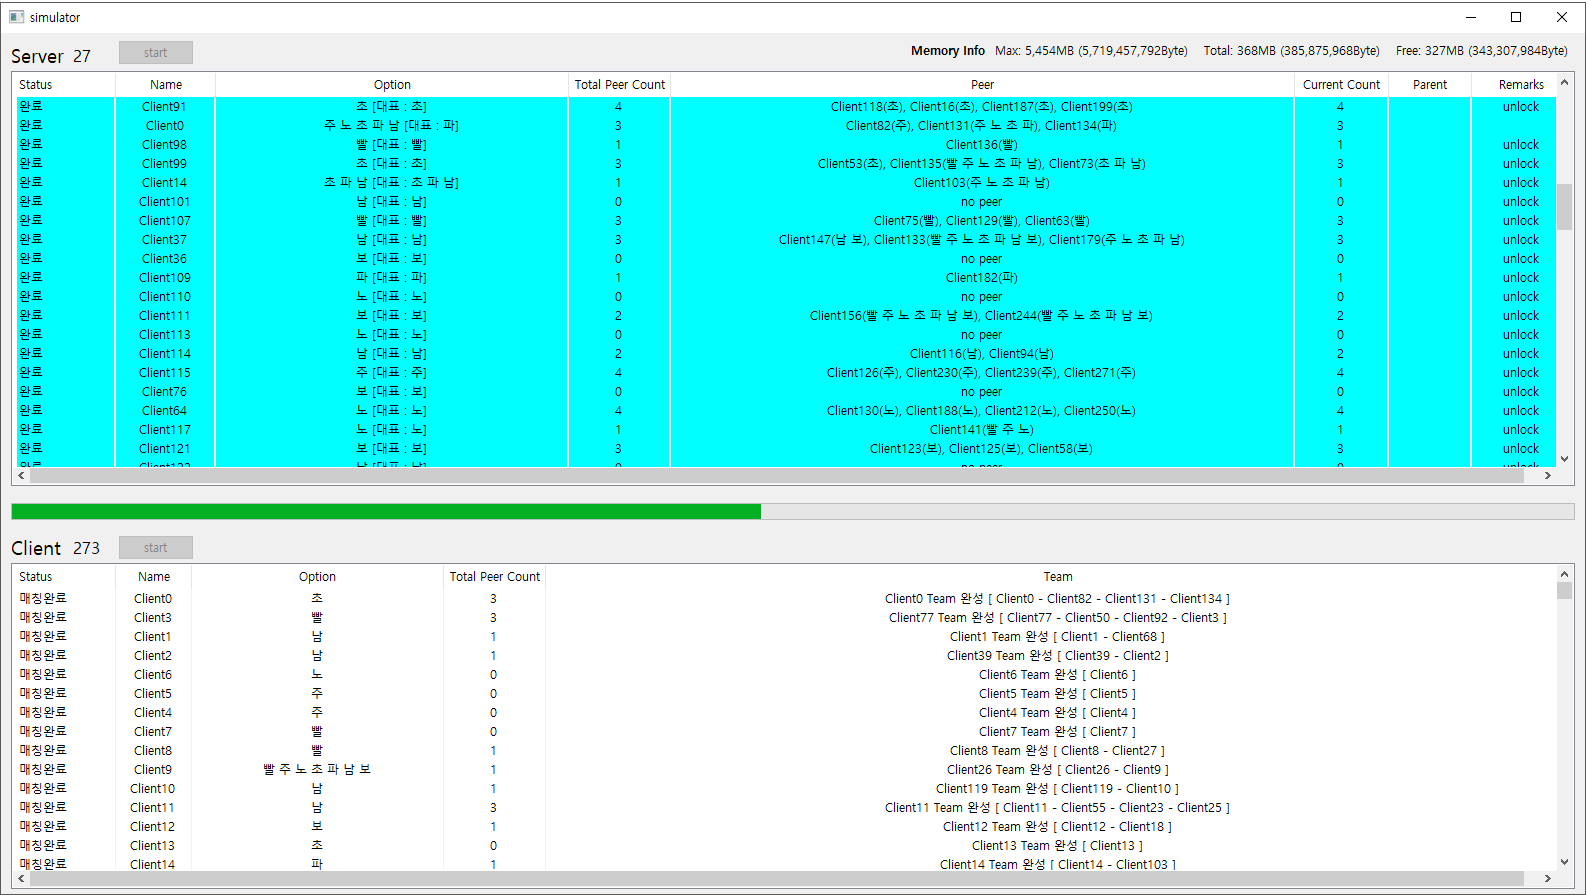 simulator
Server 27 start Memory Info Max: 5,454MB (5,719,457,792Byte) Total: 368MB (385,875,968Byte) Free: 327MB (343,307,984Byte)
Status Name Option Total Peer Count Peer Current Count Parent Remarks
완료 Client91 초 [대표 : 초] 4 Client118(초), Client16(초), Client187(초), Client199(초) 4 unlock
완료 Client0 주 노 초 파 남 [대표 : 파] 3 Client82(주), Client131(주 노 초 파), Client134(파) 3
완료 Client98 빨 [대표 : 빨] 1 Client136(빨) 1 unlock
완료 Client99 초 [대표 : 초] 3 Client53(초), Client135(빨 주 노 초 파 남), Client73(초 파 남) 3 unlock
완료 Client14 초 파 남 [대표 : 초 파 남] 1 Client103(주 노 초 파 남) 1 unlock
완료 Client101 남 [대표 : 남] 0 no peer 0 unlock
완료 Client107 빨 [대표 : 빨] 3 Client75(빨), Client129(빨), Client63(빨) 3 unlock
완료 Client37 남 [대표 : 남] 3 Client147(남 보), Client133(빨 주 노 초 파 남 보), Client179(주 노 초 파 남) 3 unlock
완료 Client36 보 [대표 : 보] 0 no peer 0 unlock
완료 Client109 파 [대표 : 파] 1 Client182(파) 1 unlock
완료 Client110 노 [대표 : 노] 0 no peer 0 unlock
완료 Client111 보 [대표 : 보] 2 Client156(빨 주 노 초 파 남 보), Client244(빨 주 노 초 파 남 보) 2 unlock
완료 Client113 노 [대표 : 노] 0 no peer 0 unlock
완료 Client114 남 [대표 : 남] 2 Client116(남), Client94(남) 2 unlock
완료 Client115 주 [대표 : 주] 4 Client126(주), Client230(주), Client239(주), Client271(주) 4 unlock
완료 Client76 보 [대표 : 보] 0 no peer 0 unlock
완료 Client64 노 [대표 : 노] 4 Client130(노), Client188(노), Client212(노), Client250(노) 4 unlock
완료 Client117 노 [대표 : 노] 1 Client141(빨 주 노) 1 unlock
완료 Client121 보 [대표 : 보] 3 Client123(보), Client125(보), Client58(보) 3 unlock
완료 Client122 남 [대표 : 남] 0 no peer 0 unlock
Client 273 start
Status Name Option Total Peer Count Team
매칭완료 Client0 초 3 Client0 Team 완성 [ Client0 - Client82 - Client131 - Client134 ]
매칭완료 Client3 빨 3 Client77 Team 완성 [ Client77 - Client50 - Client92 - Client3 ]
매칭완료 Client1 남 1 Client1 Team 완성 [ Client1 - Client68 ]
매칭완료 Client2 남 1 Client39 Team 완성 [ Client39 - Client2 ]
매칭완료 Client6 노 0 Client6 Team 완성 [ Client6 ]
매칭완료 Client5 주 0 Client5 Team 완성 [ Client5 ]
매칭완료 Client4 주 0 Client4 Team 완성 [ Client4 ]
매칭완료 Client7 빨 0 Client7 Team 완성 [ Client7 ]
매칭완료 Client8 빨 1 Client8 Team 완성 [ Client8 - Client27 ]
매칭완료 Client9 빨 주 노 초 파 남 보 1 Client26 Team 완성 [ Client26 - Client9 ]
매칭완료 Client10 남 1 Client119 Team 완성 [ Client119 - Client10 ]
매칭완료 Client11 남 3 Client11 Team 완성 [ Client11 - Client55 - Client23 - Client25 ]
매칭완료 Client12 보 1 Client12 Team 완성 [ Client12 - Client18 ]
매칭완료 Client13 초 0 Client13 Team 완성 [ Client13 ]
매칭완료 Client14 파 1 Client14 Team 완성 [ Client14 - Client103 ]